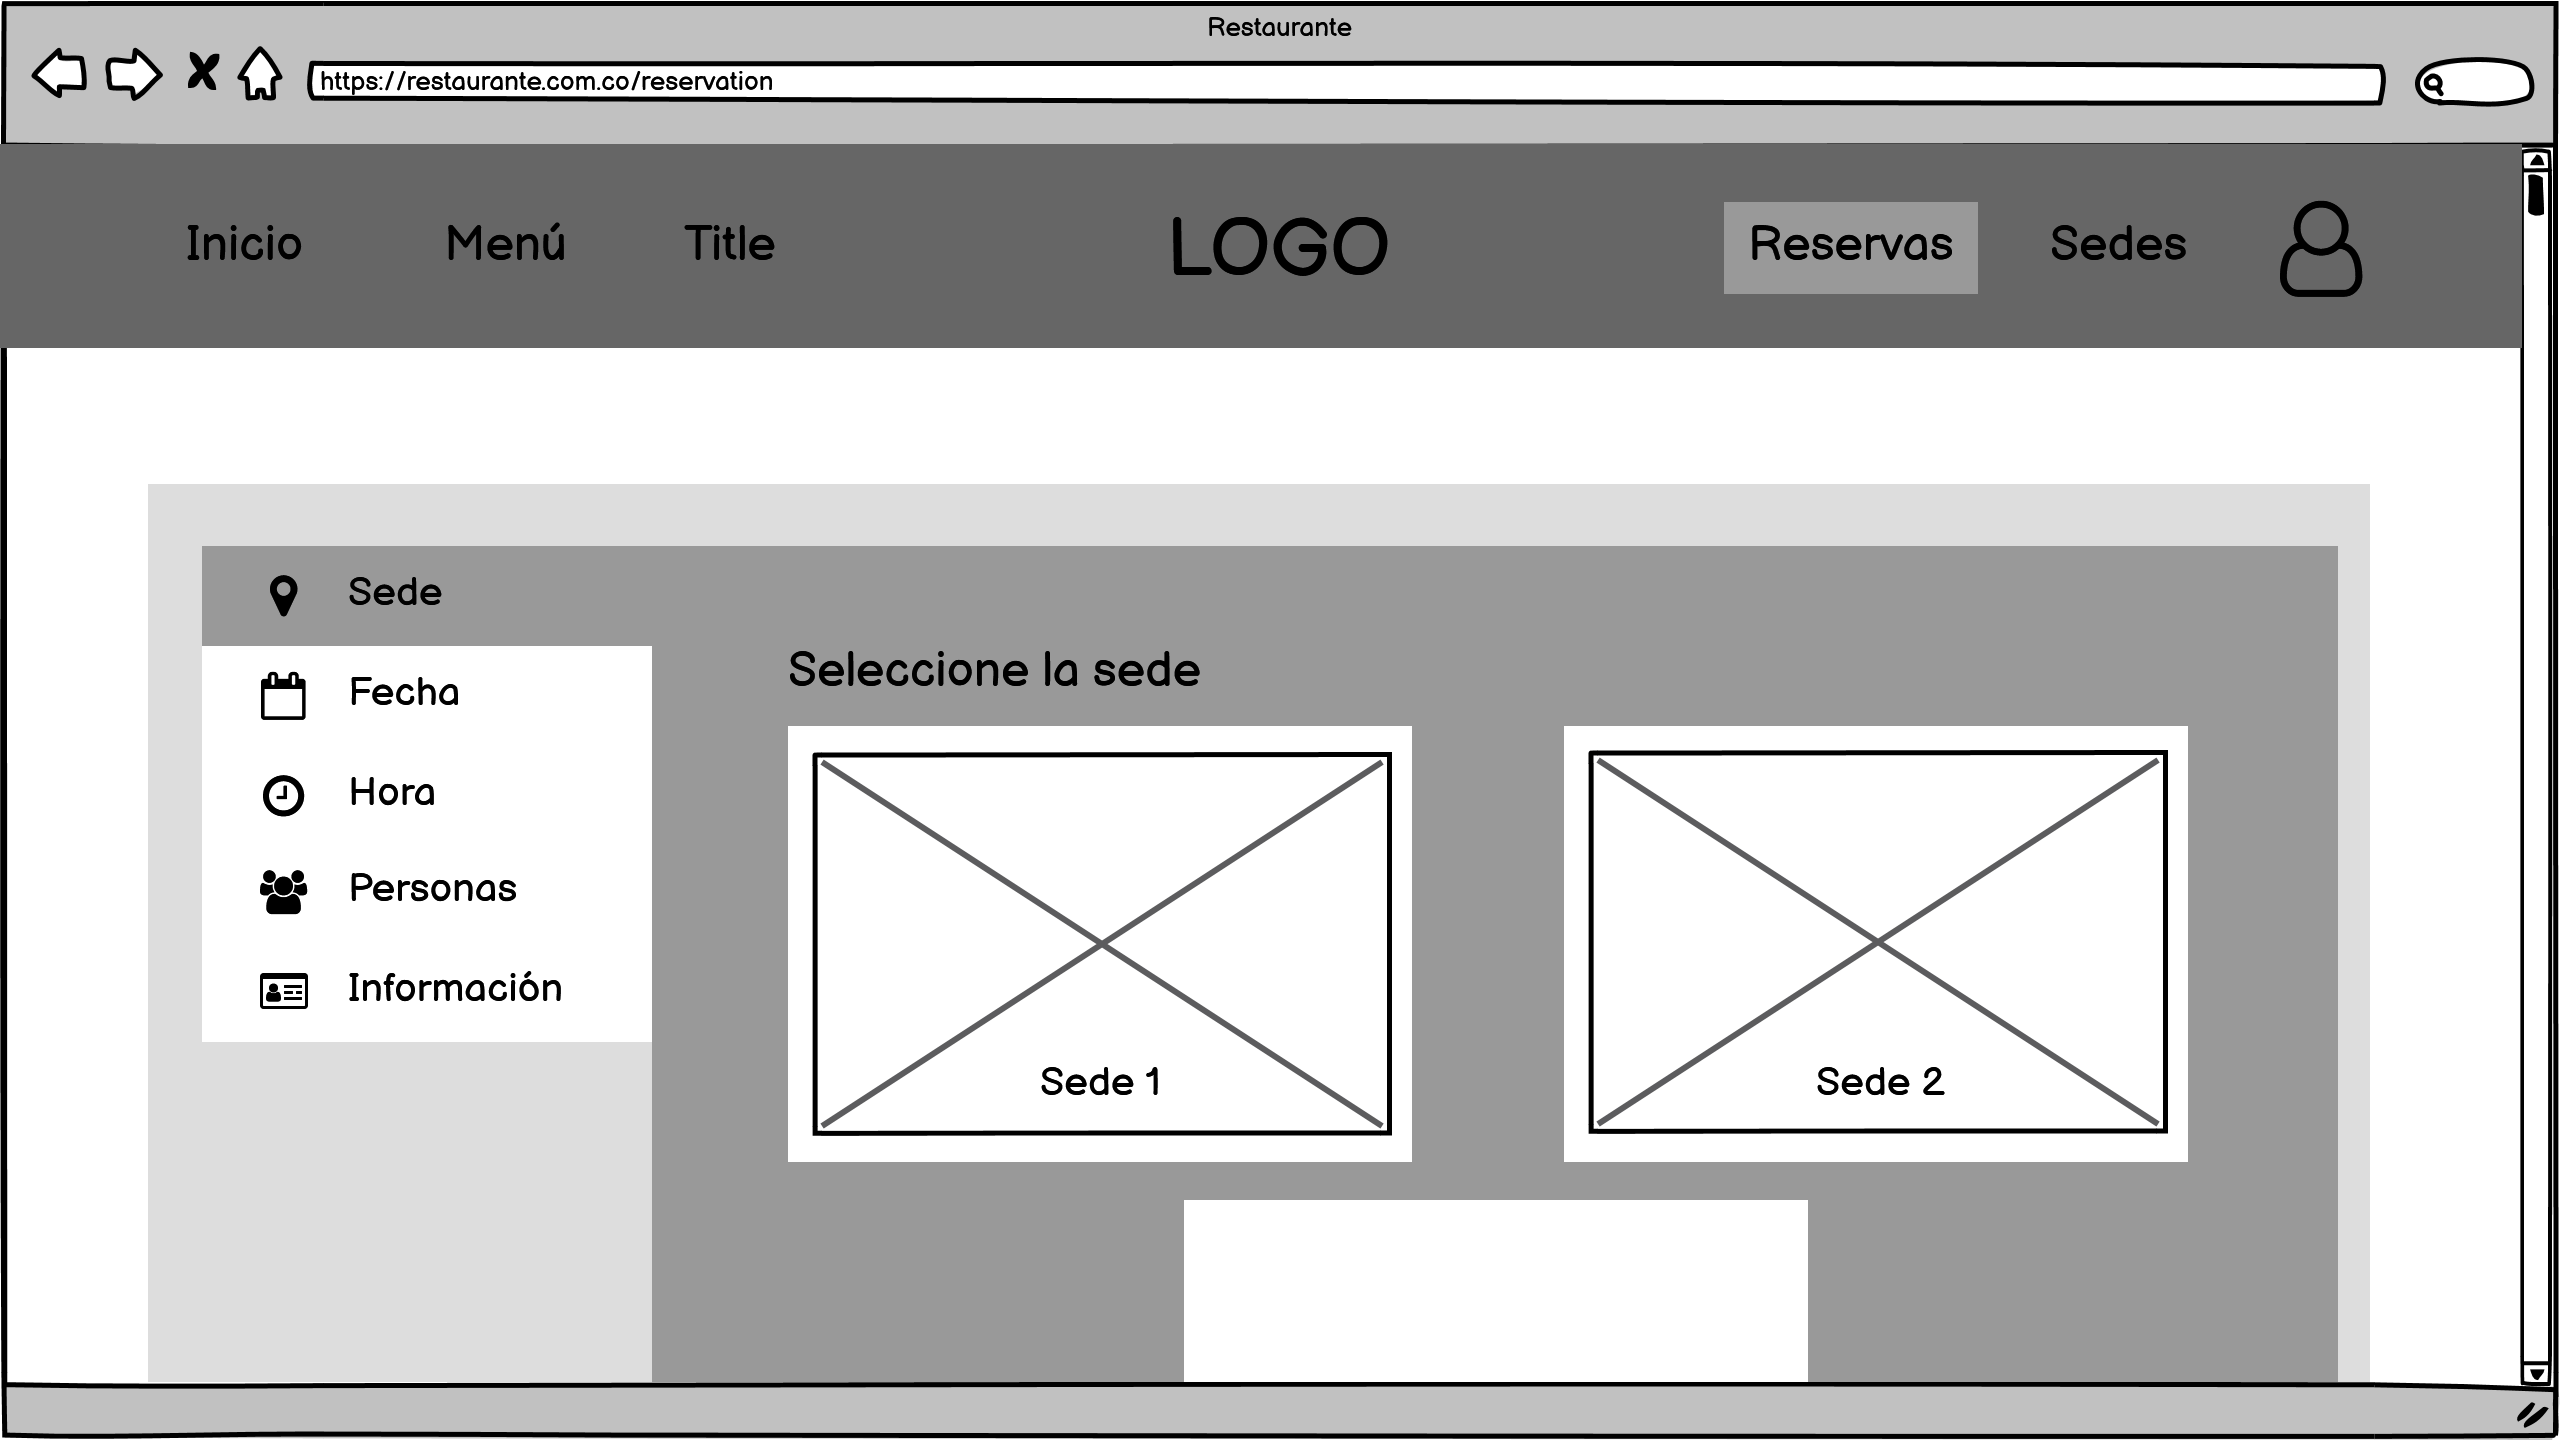 Restaurante
https://restaurante.com.co/reservation
Inicio Menú Title LOGO Reservas Sedes
Sede
Fecha
Hora
Personas
Información
Seleccione la sede
Sede 1
Sede 2